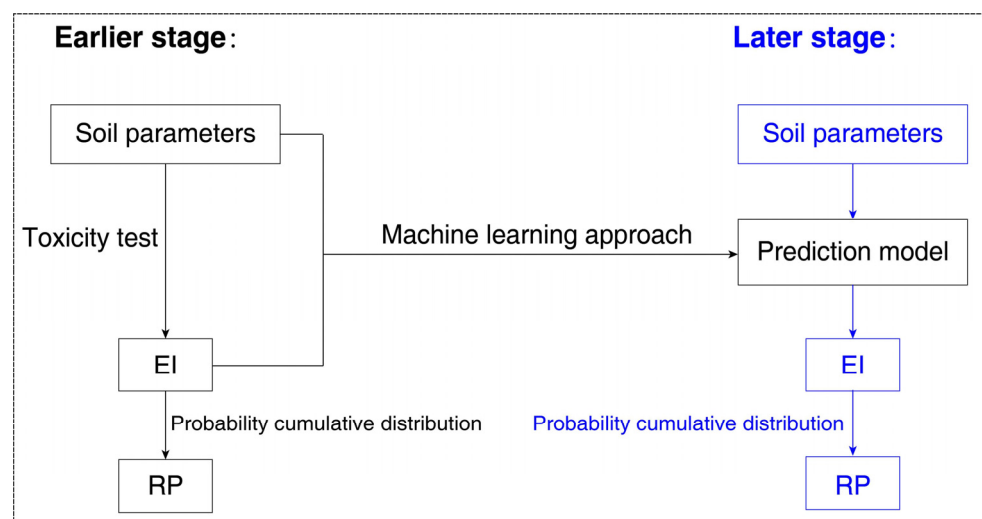 Earlier stage:
Later stage:
Soil parameters
Soil parameters
Toxicity test
Machine learning approach
Prediction model
EI
EI
Probability cumulative distribution
Probability cumulative distribution
RP
RP